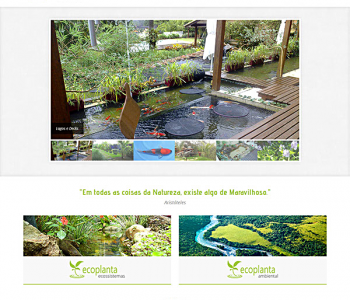 Lagos e Decks
"Em todas as coisas da Natureza, existe algo de Maravilhoso."
Aristóteles
ecoplanta
ecossistemas
ecoplanta
ambiental